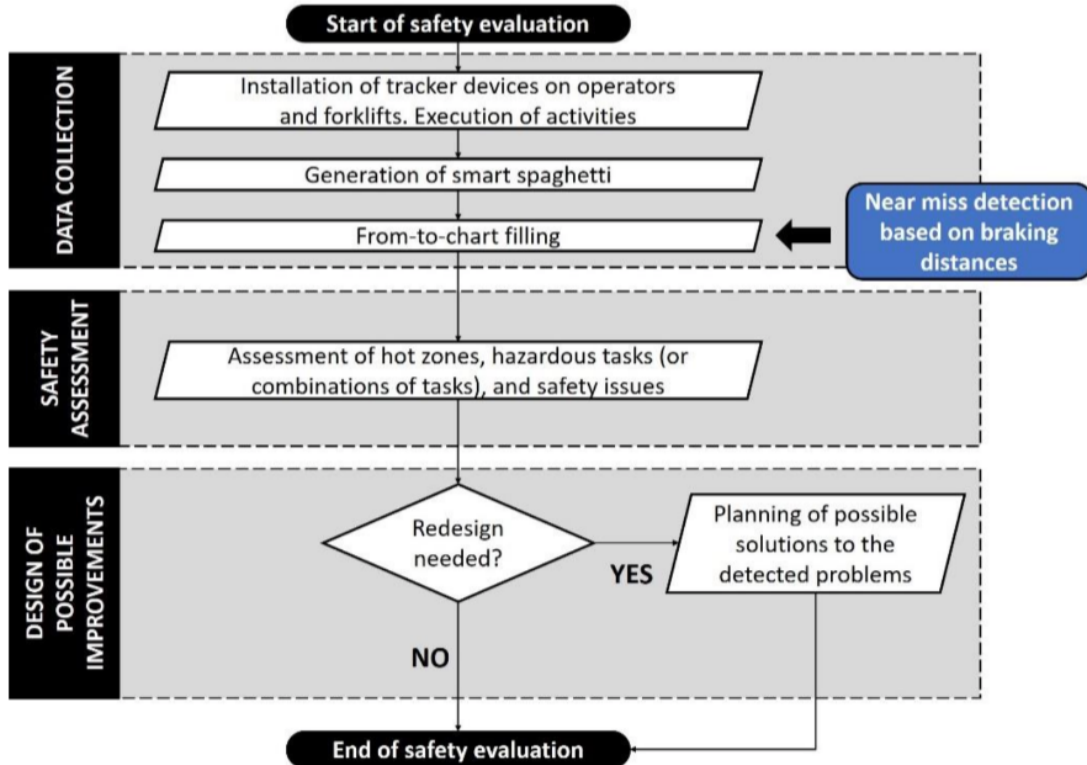 Start of safety evaluation
DATA COLLECTION
Installation of tracker devices on operators
and forklifts. Execution of activities
Generation of smart spaghetti
From-to-chart filling
Near miss detection
based on braking
distances
SAFETY
ASSESSMENT
Assessment of hot zones, hazardous tasks (or
combinations of tasks), and safety issues
DESIGN OF
POSSIBLE
IMPROVEMENTS
Redesign
needed?
YES
Planning of possible
solutions to the
detected problems
NO
End of safety evaluation